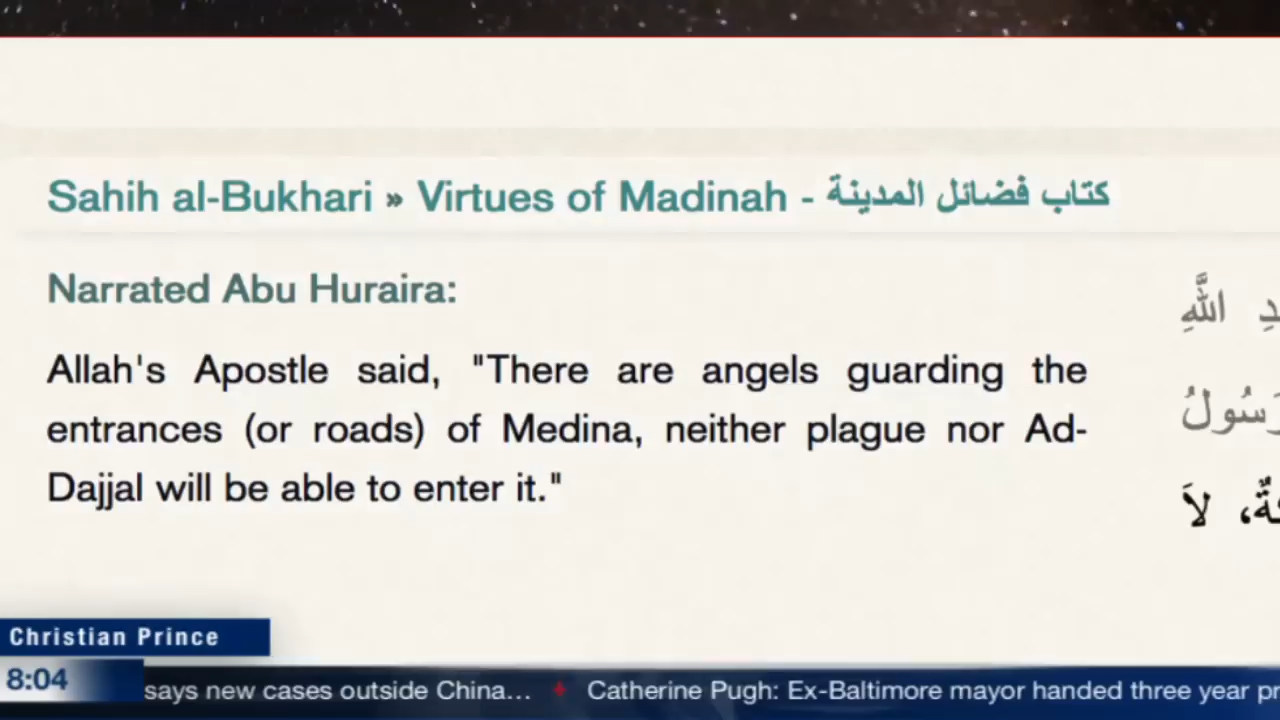 Sahih al-Bukhari » Virtues of Madinah - كتاب فضائل المدينة
Narrated Abu Huraira:
Allah's Apostle said, "There are angels guarding the
entrances (or roads) of Medina, neither plague nor Ad-
Dajjal will be able to enter it."
اللَّهِ
لاَ
Christian Prince
8:04
says new cases outside China... ♦ Catherine Pugh: Ex-Baltimore mayor handed three year